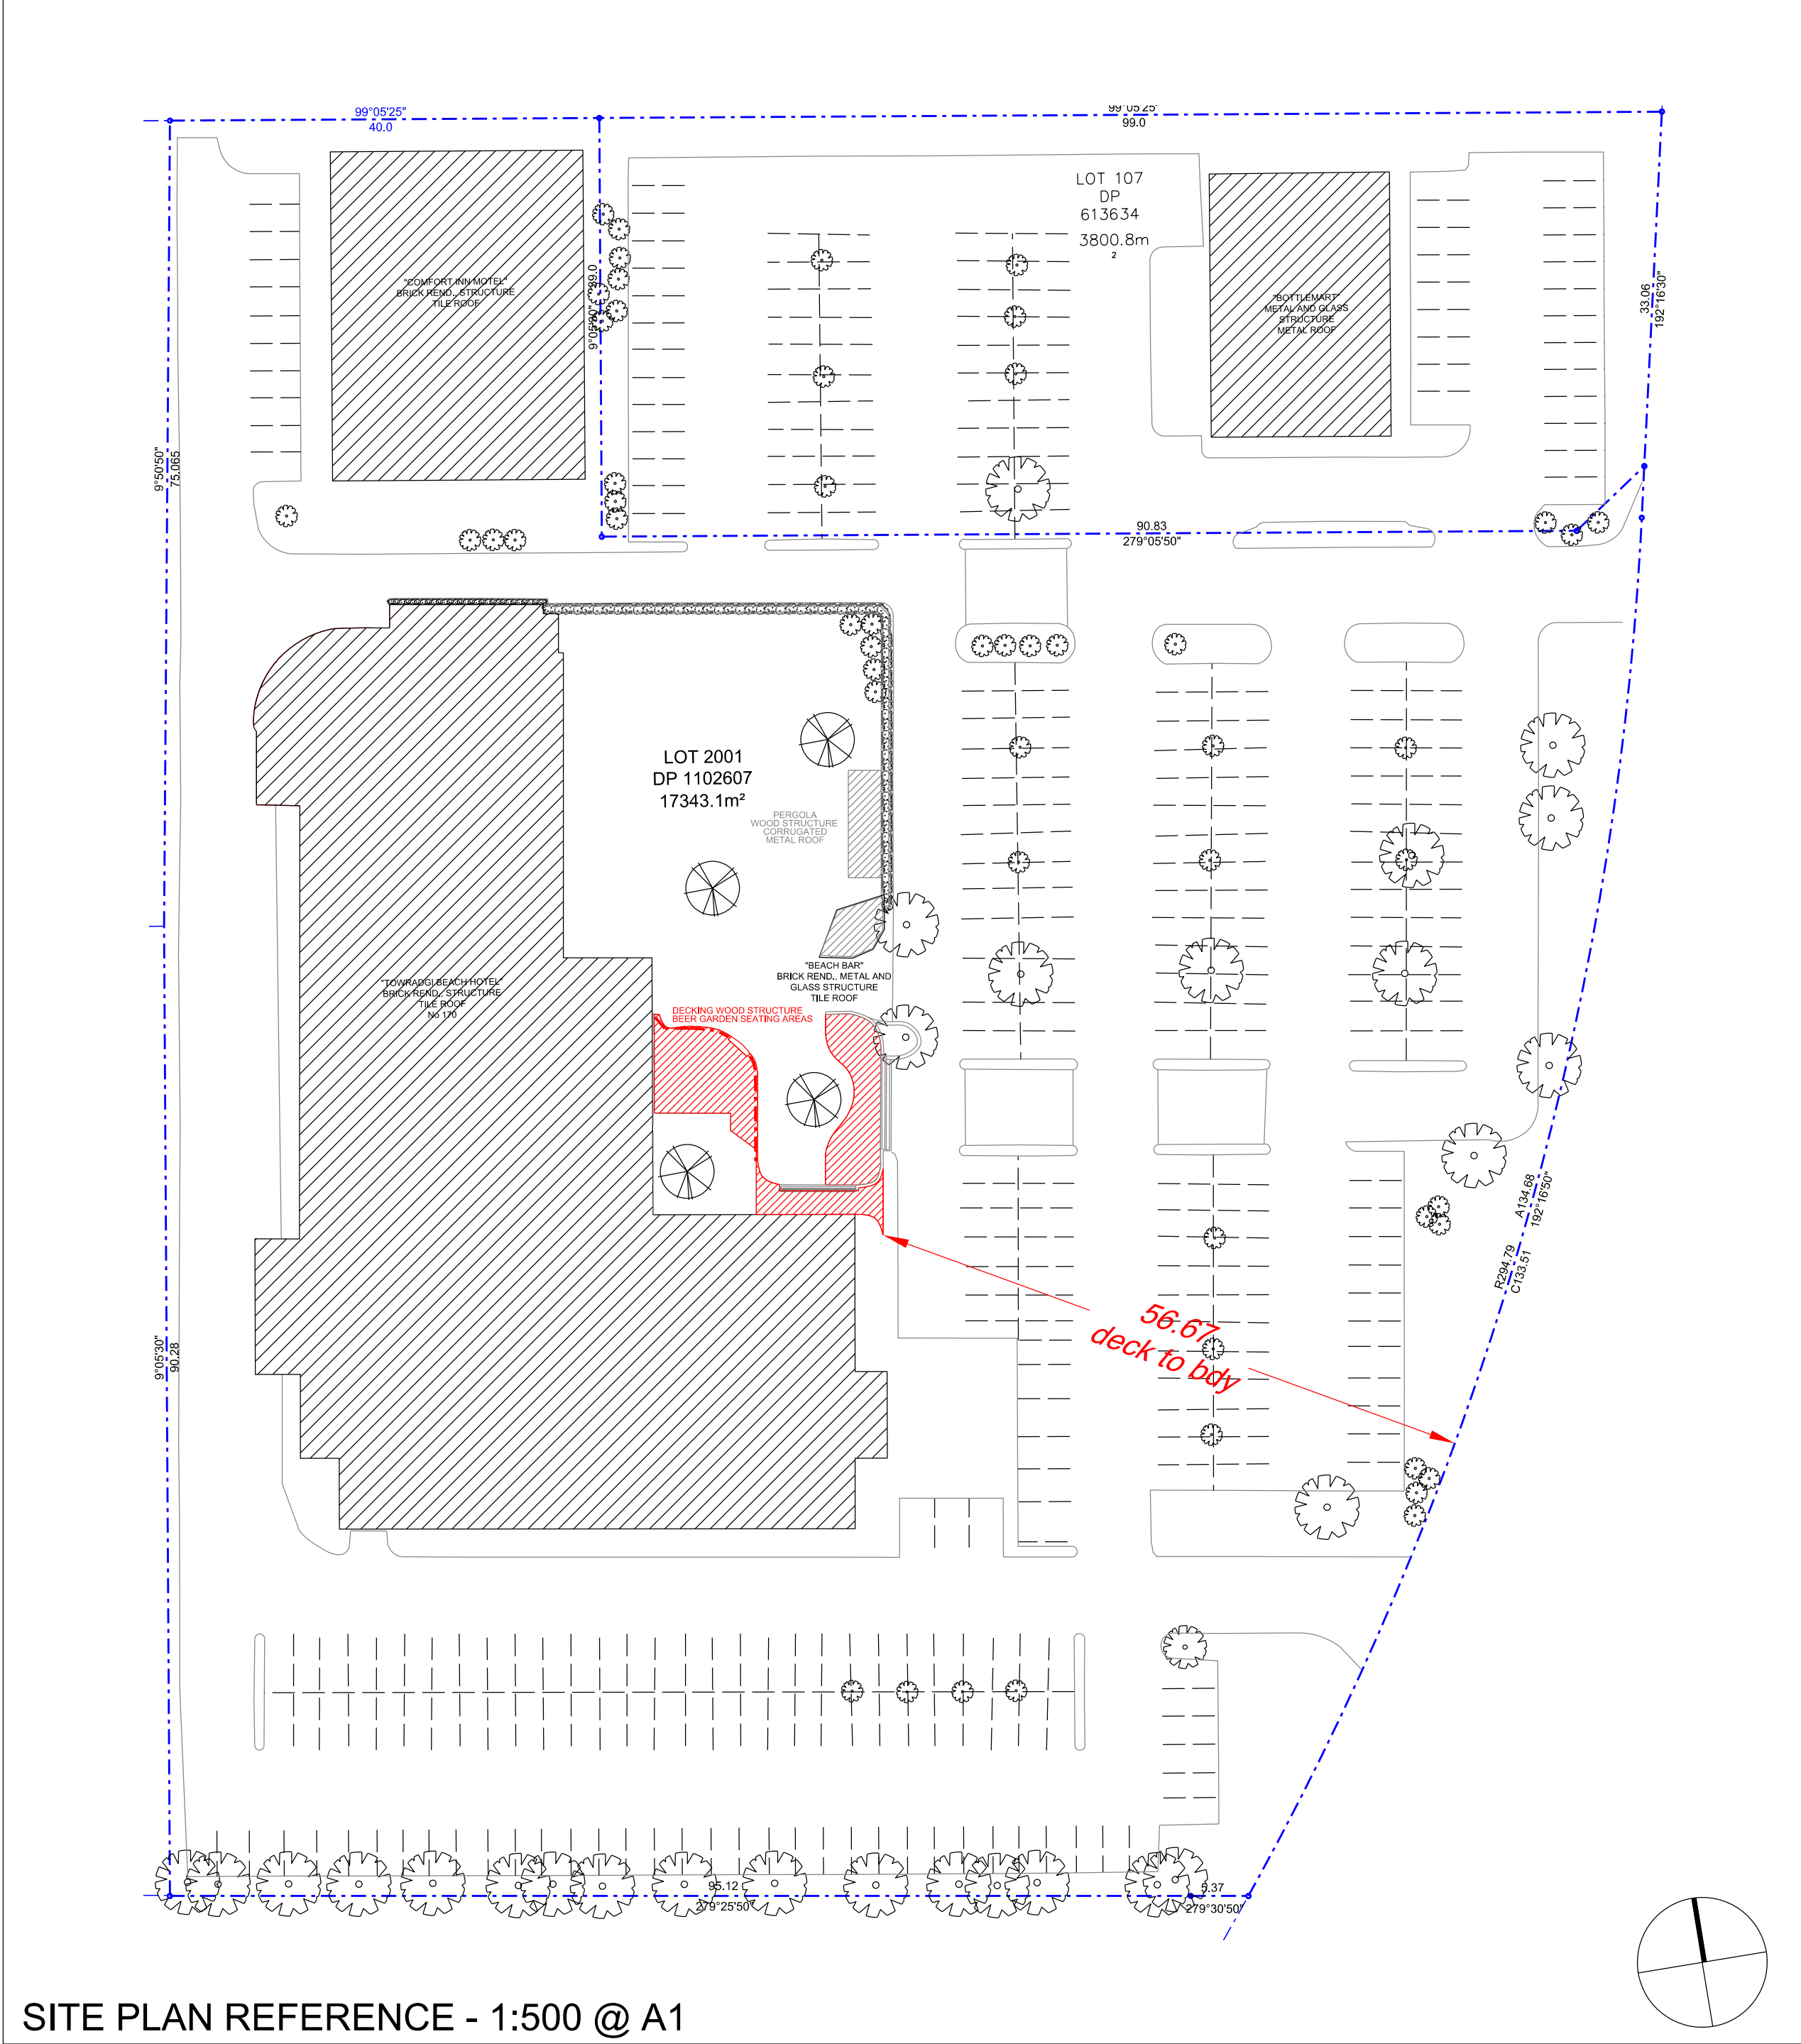 99°05'25"
40.0
99°05'25"
99.0
LOT 107
DP
613634
3800.8m
2
"COMFORT INN MOTEL"
BRICK REND., STRUCTURE
TILE ROOF
9°05'30" 99.0
"BOTTLEMART"
METAL AND GLASS
STRUCTURE
METAL ROOF
33.06
192°16'30"
9°50'50"
75.065
90.83
279°05'50"
LOT 2001
DP 1102607
17343.1m²
PERGOLA
WOOD STRUCTURE
CORRUGATED
METAL ROOF
"BEACH BAR"
BRICK REND., METAL AND
GLASS STRUCTURE
TILE ROOF
"TOWRADGI BEACH HOTEL"
BRICK REND., STRUCTURE
TILE ROOF
No 170
DECKING WOOD STRUCTURE
BEER GARDEN SEATING AREAS
A134.68
192°16'50"
R294.79
C133.51
56.67
deck to bdy
9°05'30"
90.28
95.12
279°25'50"
5.37
279°30'50"
SITE PLAN REFERENCE - 1:500 @ A1